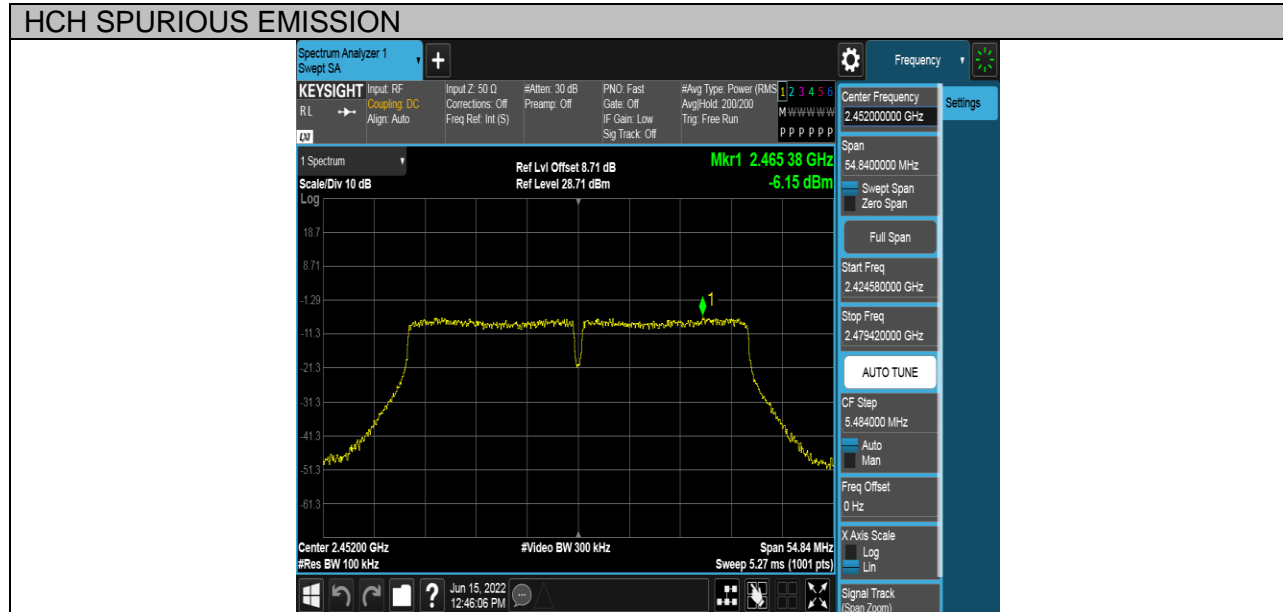 HCH SPURIOUS EMISSION
Spectrum Analyzer 1
Swept SA
+
Frequency
KEYSIGHT
RL
LXI
Input: RF
Coupling: DC
Align: Auto
Input Z: 50 Ω
Corrections: Off
Freq Ref: Int (S)
#Atten: 30 dB
Preamp: Off
PNO: Fast
Gate: Off
IF Gain: Low
Sig Track: Off
#Avg Type: Power (RMS
Avg|Hold: 200/200
Trig: Free Run
1 2 3 4 5 6
M W W W W W
P P P P P P
1 Spectrum
Scale/Div 10 dB
Log
Ref Lvl Offset 8.71 dB
Ref Level 28.71 dBm
Mkr1 2.465 38 GHz
-6.15 dBm
18.7
8.71
-1.29
-11.3
-21.3
-31.3
-41.3
-51.3
-61.3
1
Center 2.45200 GHz
#Res BW 100 kHz
#Video BW 300 kHz
Span 54.84 MHz
Sweep 5.27 ms (1001 pts)
Center Frequency
2.452000000 GHz
Settings
Span
54.8400000 MHz
Swept Span
Zero Span
Full Span
Start Freq
2.424580000 GHz
Stop Freq
2.479420000 GHz
AUTO TUNE
CF Step
5.484000 MHz
Auto
Man
Freq Offset
0 Hz
X Axis Scale
Log
Lin
Signal Track
(Span Zoom)
?
Jun 15, 2022
12:46:06 PM